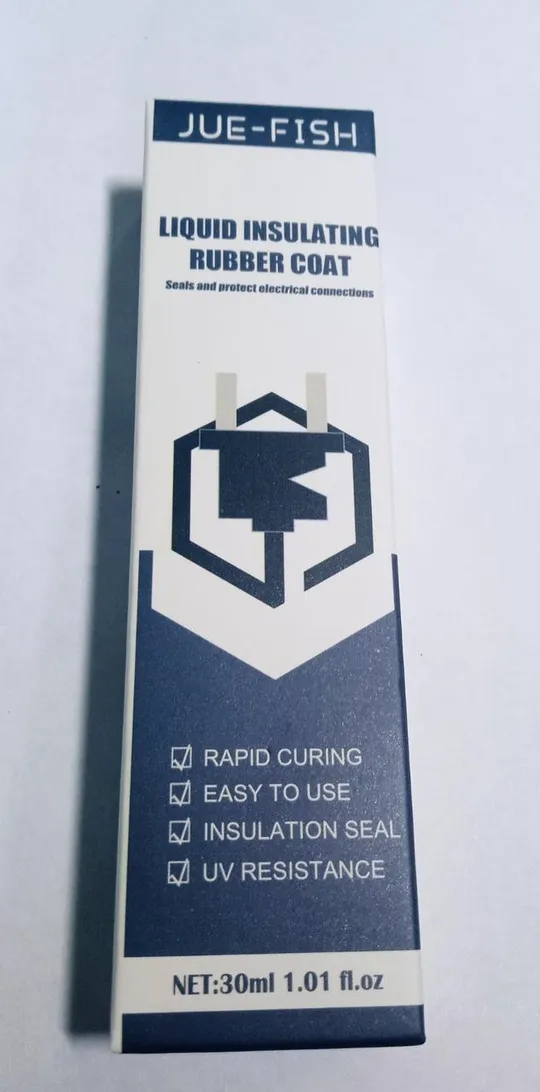 JUE-FISH
LIQUID INSULATING
RUBBER COAT
Seals and protect electrical connections
RAPID CURING
EASY TO USE
INSULATION SEAL
UV RESISTANCE
NET:30ml 1.01 fl.oz